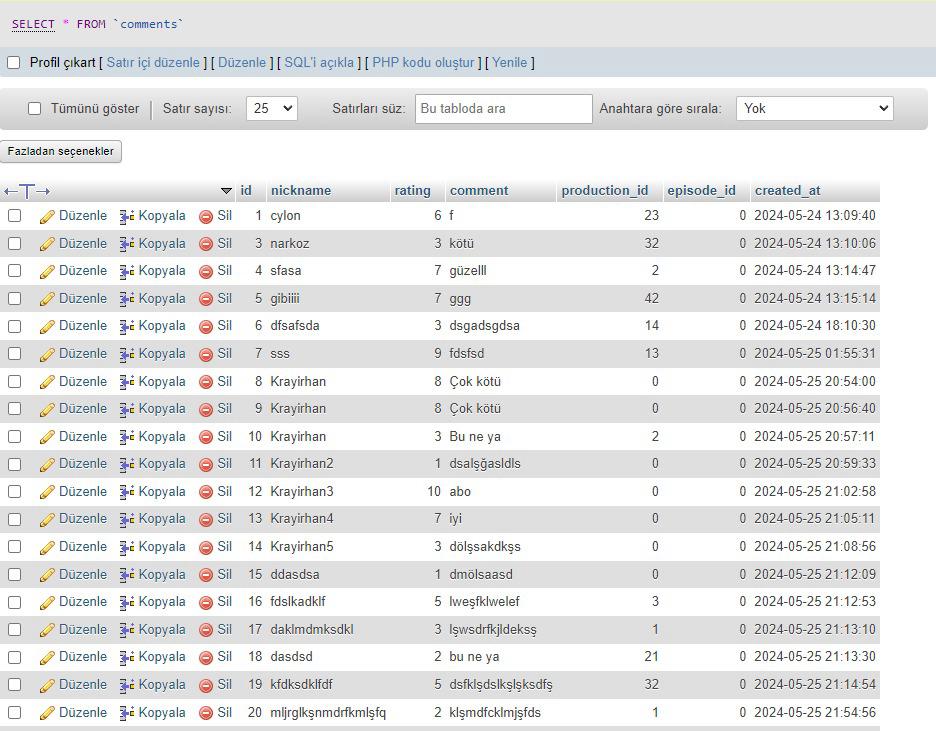 SELECT * FROM `comments`
Profil çıkart [ Satır içi düzenle ] [ Düzenle ] [ SQL'i açıkla ] [ PHP kodu oluştur ] [ Yenile ]
Tümünü göster | Satır sayısı: 25 Satırları süz: Bu tabloda ara Anahtara göre sırala: Yok
Fazladan seçenekler
←T→ id nickname rating comment production_id episode_id created_at
Düzenle Kopyala Sil 1 cylon 6 f 23 0 2024-05-24 13:09:40
Düzenle Kopyala Sil 3 narkoz 3 kötü 32 0 2024-05-24 13:10:06
Düzenle Kopyala Sil 4 sfasa 7 güzelll 2 0 2024-05-24 13:14:47
Düzenle Kopyala Sil 5 gibiiii 7 ggg 42 0 2024-05-24 13:15:14
Düzenle Kopyala Sil 6 dfsafsda 3 dsgadsgdsa 14 0 2024-05-24 18:10:30
Düzenle Kopyala Sil 7 sss 9 fdsfsd 13 0 2024-05-25 01:55:31
Düzenle Kopyala Sil 8 Krayirhan 8 Çok kötü 0 0 2024-05-25 20:54:00
Düzenle Kopyala Sil 9 Krayirhan 8 Çok kötü 0 0 2024-05-25 20:56:40
Düzenle Kopyala Sil 10 Krayirhan 3 Bu ne ya 2 0 2024-05-25 20:57:11
Düzenle Kopyala Sil 11 Krayirhan2 1 dsalşğasldls 0 0 2024-05-25 20:59:33
Düzenle Kopyala Sil 12 Krayirhan3 10 abo 0 0 2024-05-25 21:02:58
Düzenle Kopyala Sil 13 Krayirhan4 7 iyi 0 0 2024-05-25 21:05:11
Düzenle Kopyala Sil 14 Krayirhan5 3 dölşsakdkşs 0 0 2024-05-25 21:08:56
Düzenle Kopyala Sil 15 ddasdsa 1 dmölsaasd 0 0 2024-05-25 21:12:09
Düzenle Kopyala Sil 16 fdslkadklf 5 lweşfklwelef 3 0 2024-05-25 21:12:53
Düzenle Kopyala Sil 17 daklmdmksdkl 3 lşwsdrfkjldeksş 1 0 2024-05-25 21:13:10
Düzenle Kopyala Sil 18 dasdsd 2 bu ne ya 21 0 2024-05-25 21:13:30
Düzenle Kopyala Sil 19 kfdksdklfdf 5 dsfklşdslkşlşksdfş 32 0 2024-05-25 21:14:54
Düzenle Kopyala Sil 20 mljrglkşnmdrfkmlşfq 2 klşmdfcklmjşfds 1 0 2024-05-25 21:54:56